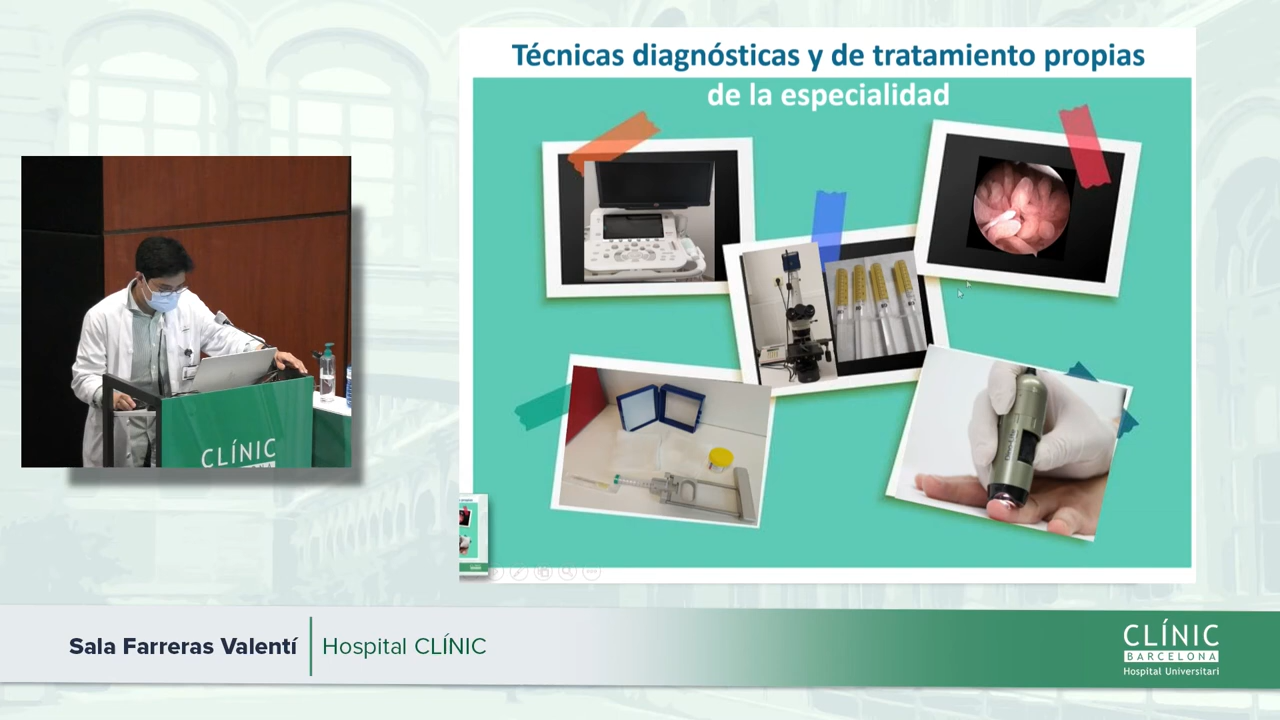 Técnicas diagnósticas y de tratamiento propias
de la especialidad
CLÍNIC
Sala Farreras Valentí
Hospital CLÍNIC
CLÍNIC
BARCELONA
Hospital Universitari